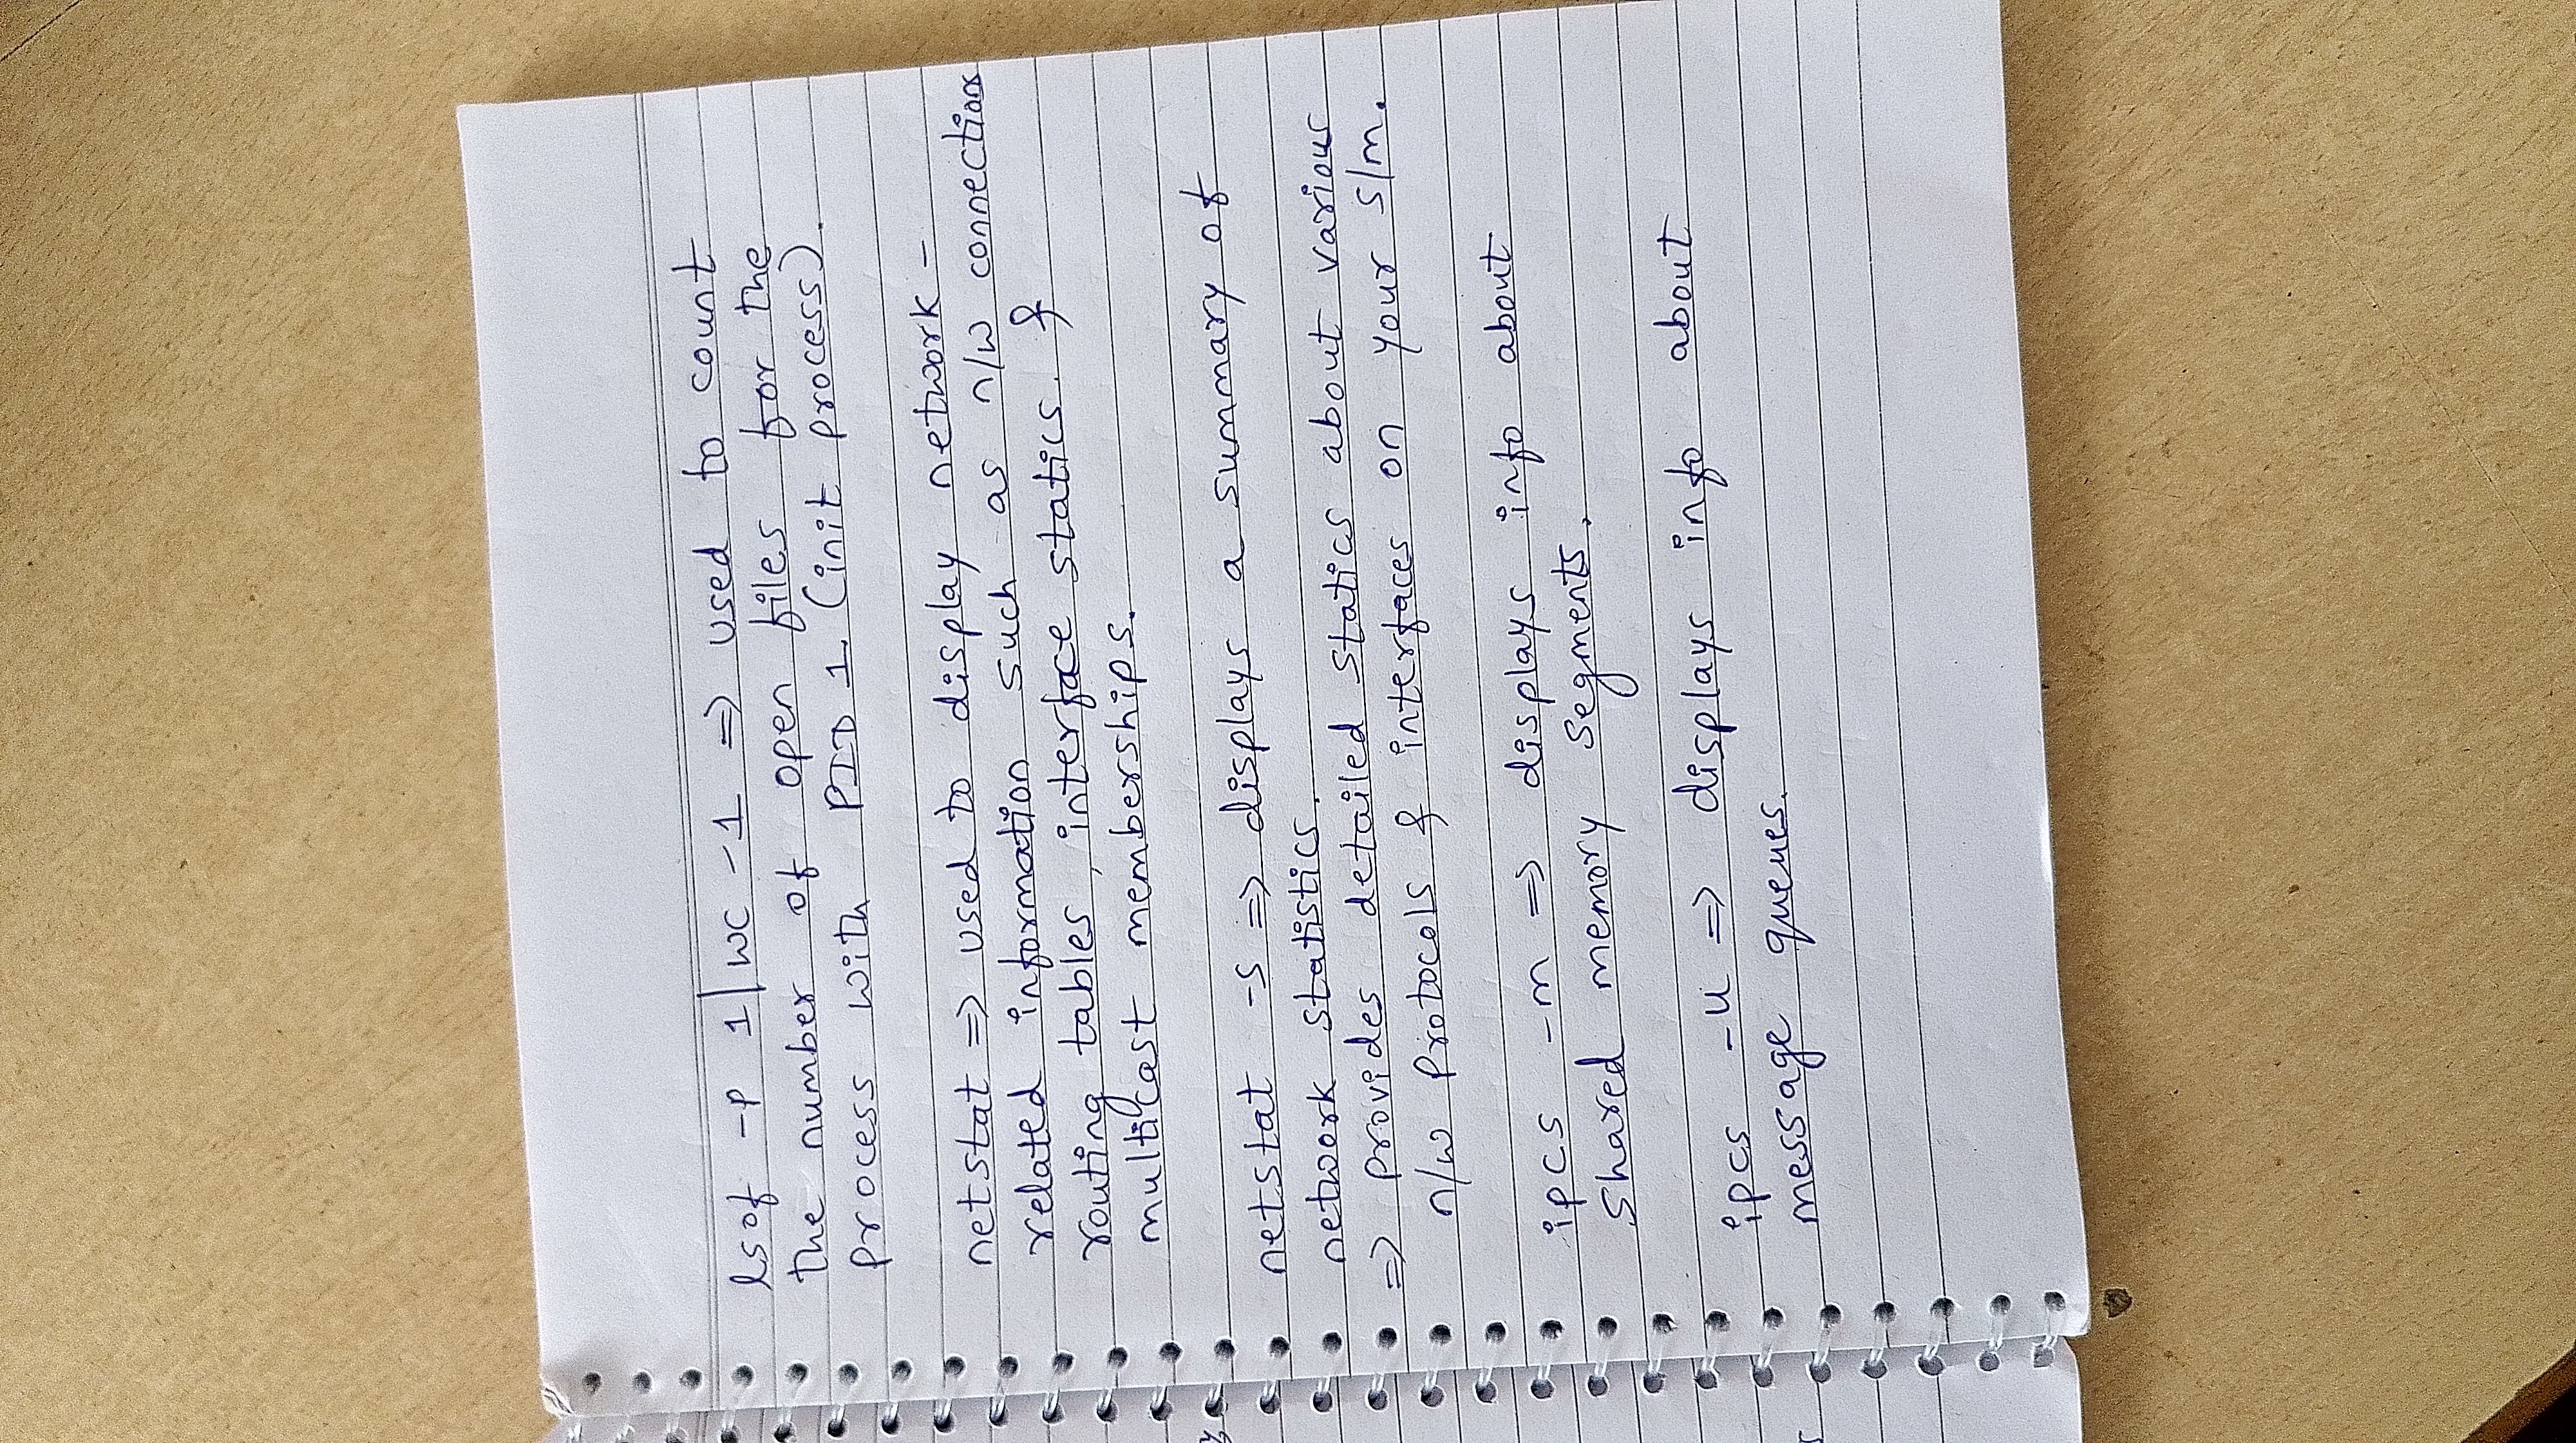 lsof -p 1|wc -1 => used to count
the number of open files for the
process with PID 1 (init process).
netstat => used to display network-
related information such as n/w connections
routing tables, interface statics. &
multicast memberships.
netstat -s => displays a summary of
network statistics.
=> provides detailed statics about various
n/w protocols & interfaces on your s/m.
ipcs -m => displays info about
shared memory segments.
ipcs -u => displays info about
message queues.